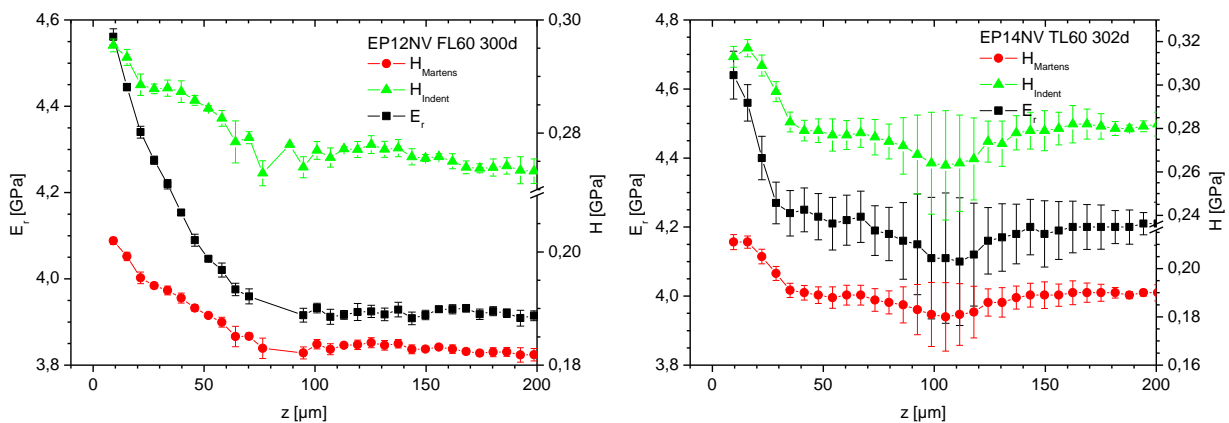 EP12NV FL60 300d
H_Martens
H_Indent
E_r
4,6
4,4
4,2
4,0
3,8
E_r [GPa]
0,30
0,28
0,20
0,18
H [GPa]
0
50
100
150
200
z [µm]
EP14NV TL60 302d
H_Martens
H_Indent
E_r
4,8
4,6
4,4
4,2
4,0
3,8
E_r [GPa]
0,32
0,30
0,28
0,26
0,24
0,20
0,18
0,16
H [GPa]
0
50
100
150
200
z [µm]